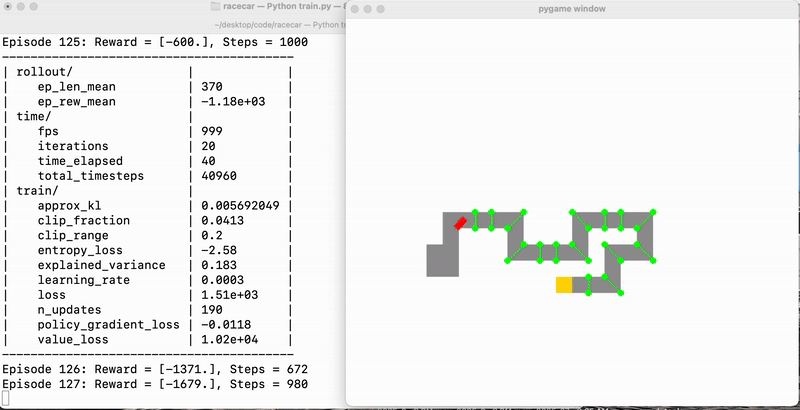 racecar — Python train.py — 8
~/desktop/code/racecar — Python t
pygame window
Episode 125: Reward = [-600.], Steps = 1000
| rollout/ | |
| ep_len_mean | 370 |
| ep_rew_mean | -1.18e+03 |
| time/ | |
| fps | 999 |
| iterations | 20 |
| time_elapsed | 40 |
| total_timesteps | 40960 |
| train/ | |
| approx_kl | 0.005692049 |
| clip_fraction | 0.0413 |
| clip_range | 0.2 |
| entropy_loss | -2.58 |
| explained_variance | 0.183 |
| learning_rate | 0.0003 |
| loss | 1.51e+03 |
| n_updates | 190 |
| policy_gradient_loss | -0.0118 |
| value_loss | 1.02e+04 |
Episode 126: Reward = [-1371.], Steps = 672
Episode 127: Reward = [-1679.], Steps = 980